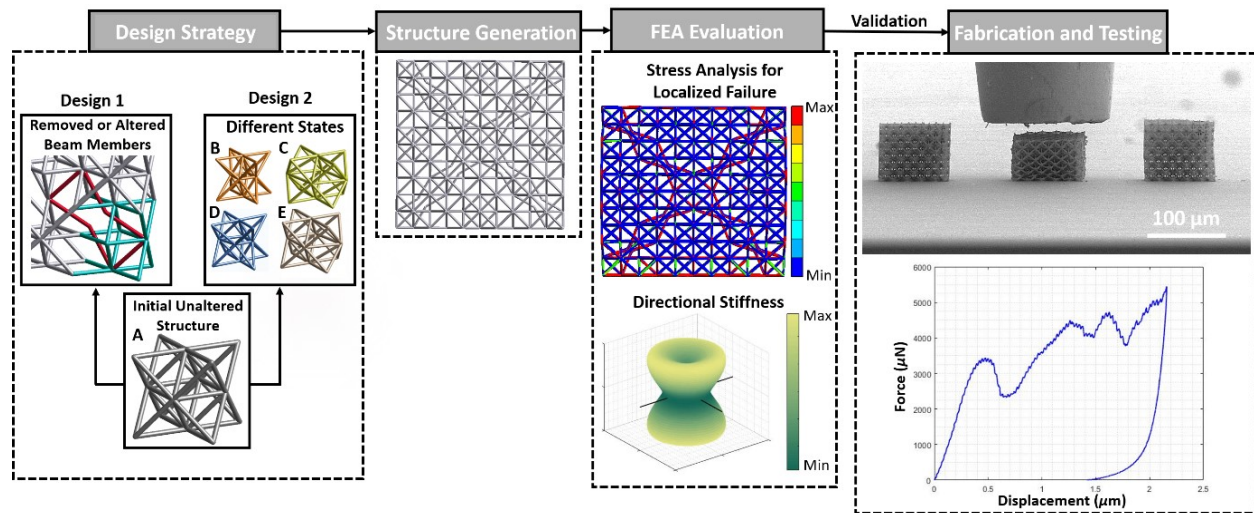 Design Strategy
Structure Generation
FEA Evaluation
Validation
Fabrication and Testing
Design 1
Removed or Altered
Beam Members
Design 2
Different States
B
C
D
E
Initial Unaltered
Structure
A
Stress Analysis for
Localized Failure
Max
Min
Directional Stiffness
Max
Min
100 µm
6000
5000
4000
3000
2000
1000
0
Force (µN)
0
0.5
1
1.5
2
2.5
Displacement (µm)